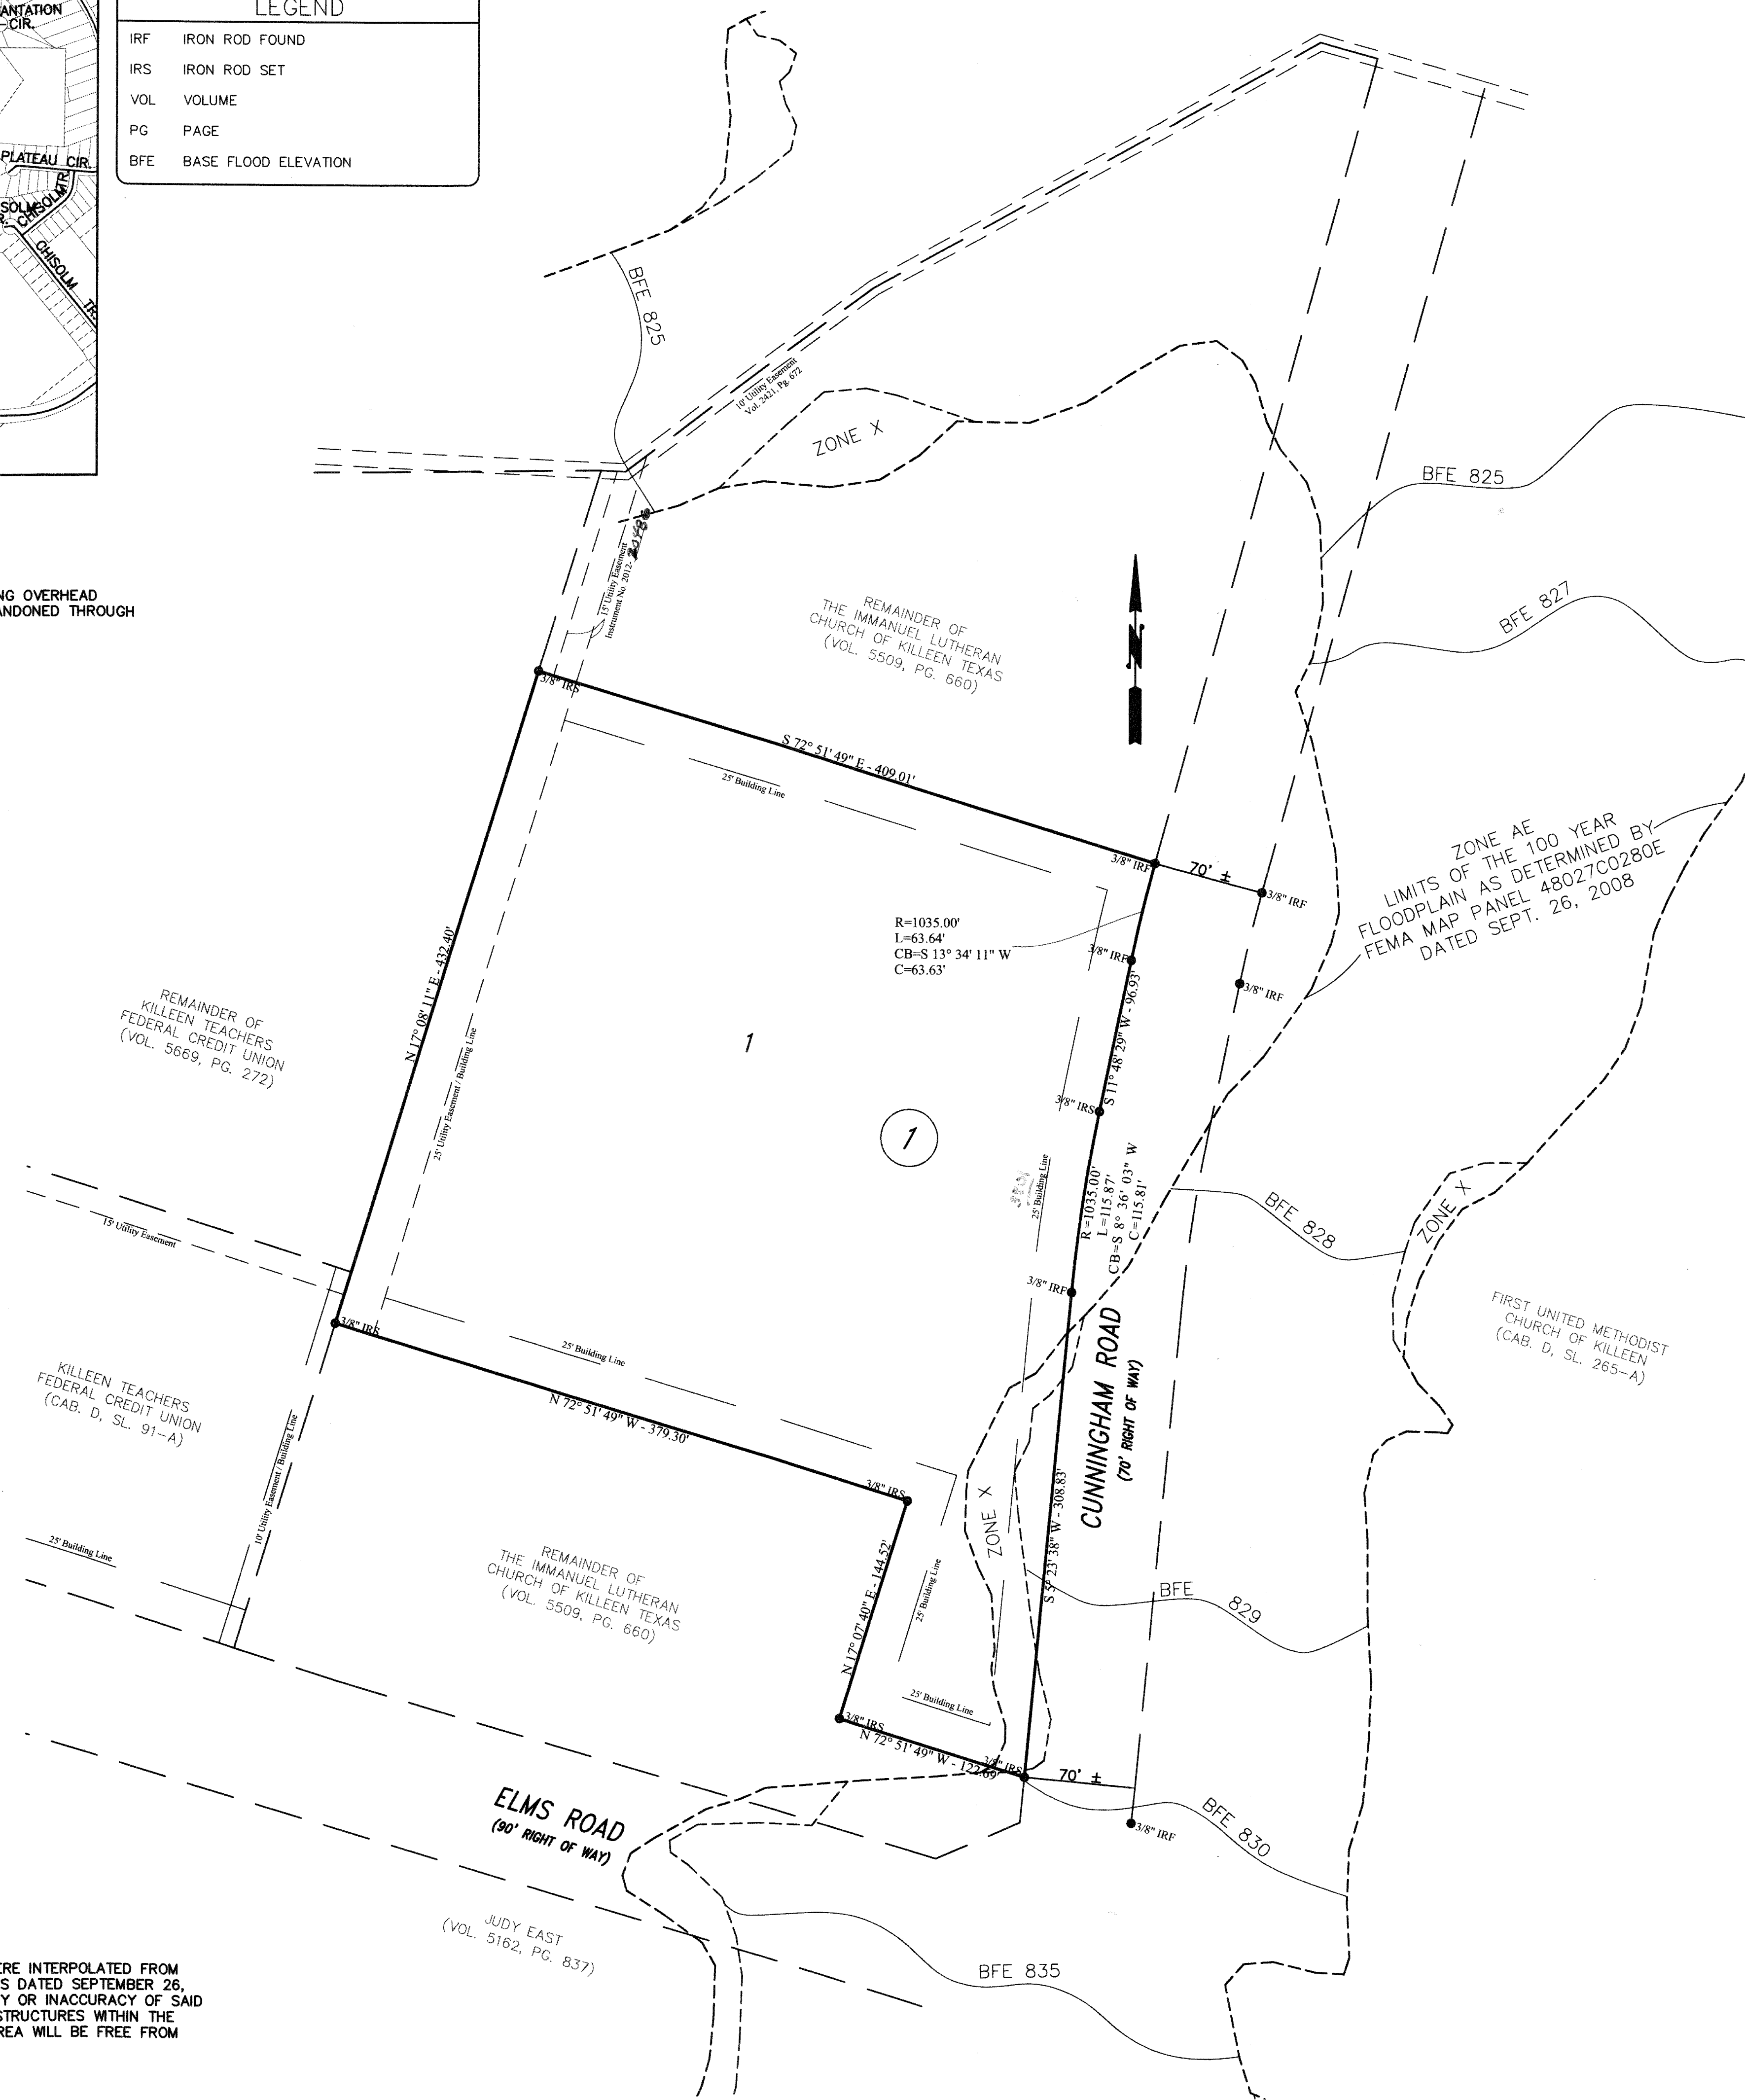 ANTATION
CIR.
PLATEAU CIR.
CHISOLM TR.
CHISOLM TR.
LEGEND
IRF IRON ROD FOUND
IRS IRON ROD SET
VOL VOLUME
PG PAGE
BFE BASE FLOOD ELEVATION
BFE 825
10' Utility Easement
Vol. 2421, Pg. 672
ZONE X
BFE 825
15' Utility Easement
Instrument No. 2012-
NG OVERHEAD
ANDONED THROUGH
REMAINDER OF
THE IMMANUEL LUTHERAN
CHURCH OF KILLEEN TEXAS
(VOL. 5509, PG. 660)
N
BFE 827
3/8" IRS
S 72° 51' 49" E - 409.01'
25' Building Line
3/8" IRF
70' ±
3/8" IRF
ZONE AE
LIMITS OF THE 100 YEAR
FLOODPLAIN AS DETERMINED BY
FEMA MAP PANEL 48027C0280E
DATED SEPT. 26, 2008
R=1035.00'
L=63.64'
CB=S 13° 34' 11" W
C=63.63'
3/8" IRF
3/8" IRF
N 17° 08' 11" E - 432.40'
25' Utility Easement / Building Line
S 11° 48' 29" W - 96.93'
REMAINDER OF
KILLEEN TEACHERS
FEDERAL CREDIT UNION
(VOL. 5669, PG. 272)
1
1
3/8" IRS
25' Building Line
R=1035.00'
L=115.87'
CB=S 8° 36' 03" W
C=115.81'
BFE 828
ZONE X
15' Utility Easement
3/8" IRF
3/8" IRS
25' Building Line
N 72° 51' 49" W - 379.30'
CUNNINGHAM ROAD
(70' RIGHT OF WAY)
FIRST UNITED METHODIST
CHURCH OF KILLEEN
(CAB. D, SL. 265-A)
KILLEEN TEACHERS
FEDERAL CREDIT UNION
(CAB. D, SL. 91-A)
10' Utility Easement / Building Line
25' Building Line
3/8" IRS
ZONE X
S 5° 23' 38" W - 308.83'
REMAINDER OF
THE IMMANUEL LUTHERAN
CHURCH OF KILLEEN TEXAS
(VOL. 5509, PG. 660)
N 17° 07' 40" E - 144.52'
25' Building Line
BFE 829
25' Building Line
3/8" IRS
N 72° 51' 49" W - 122.69'
3/8" IRS
70' ±
3/8" IRF
BFE 830
ELMS ROAD
(90' RIGHT OF WAY)
JUDY EAST
(VOL. 5162, PG. 837)
BFE 835
ERE INTERPOLATED FROM
S DATED SEPTEMBER 26,
Y OR INACCURACY OF SAID
STRUCTURES WITHIN THE
REA WILL BE FREE FROM